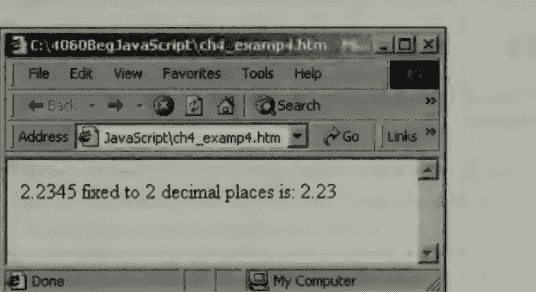 C:\4060BegJavaScript\ch4_examp4.htm
File Edit View Favorites Tools Help
Back Search »
Address JavaScript\ch4_examp4.htm Go Links »
2.2345 fixed to 2 decimal places is: 2.23
Done My Computer